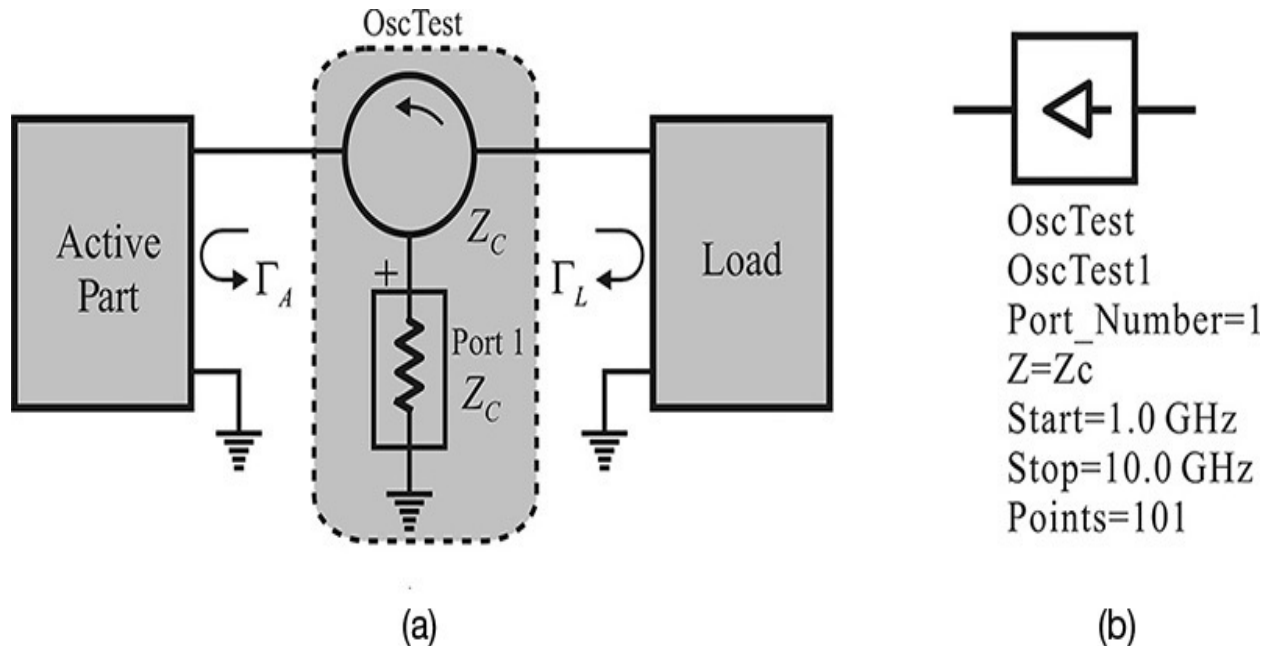 OscTest
Active
Part
Γ_A
Z_C
+
Port 1
Z_C
Γ_L
Load
(a)
OscTest
OscTest1
Port_Number=1
Z=Zc
Start=1.0 GHz
Stop=10.0 GHz
Points=101
(b)